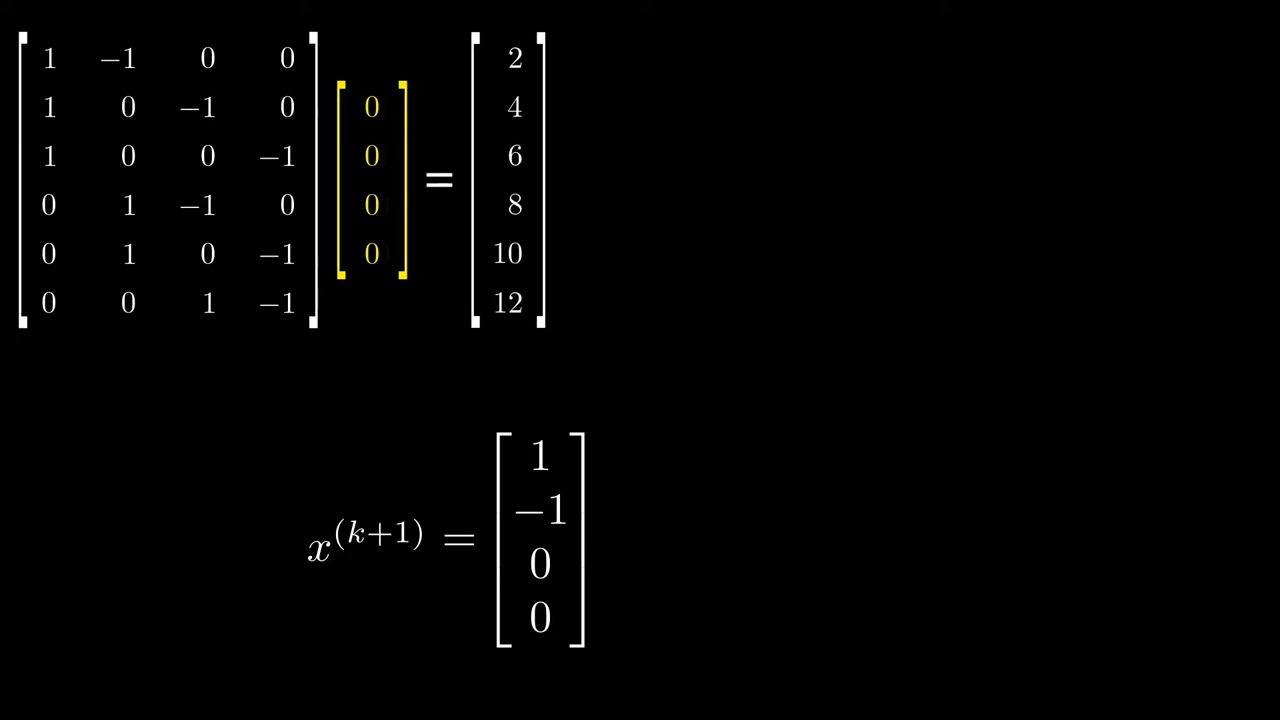 1 −1 0 0
1 0 −1 0
1 0 0 −1
0 1 −1 0
0 1 0 −1
0 0 1 −1
0
0
0
0
=
2
4
6
8
10
12
x^(k+1) =
1
−1
0
0